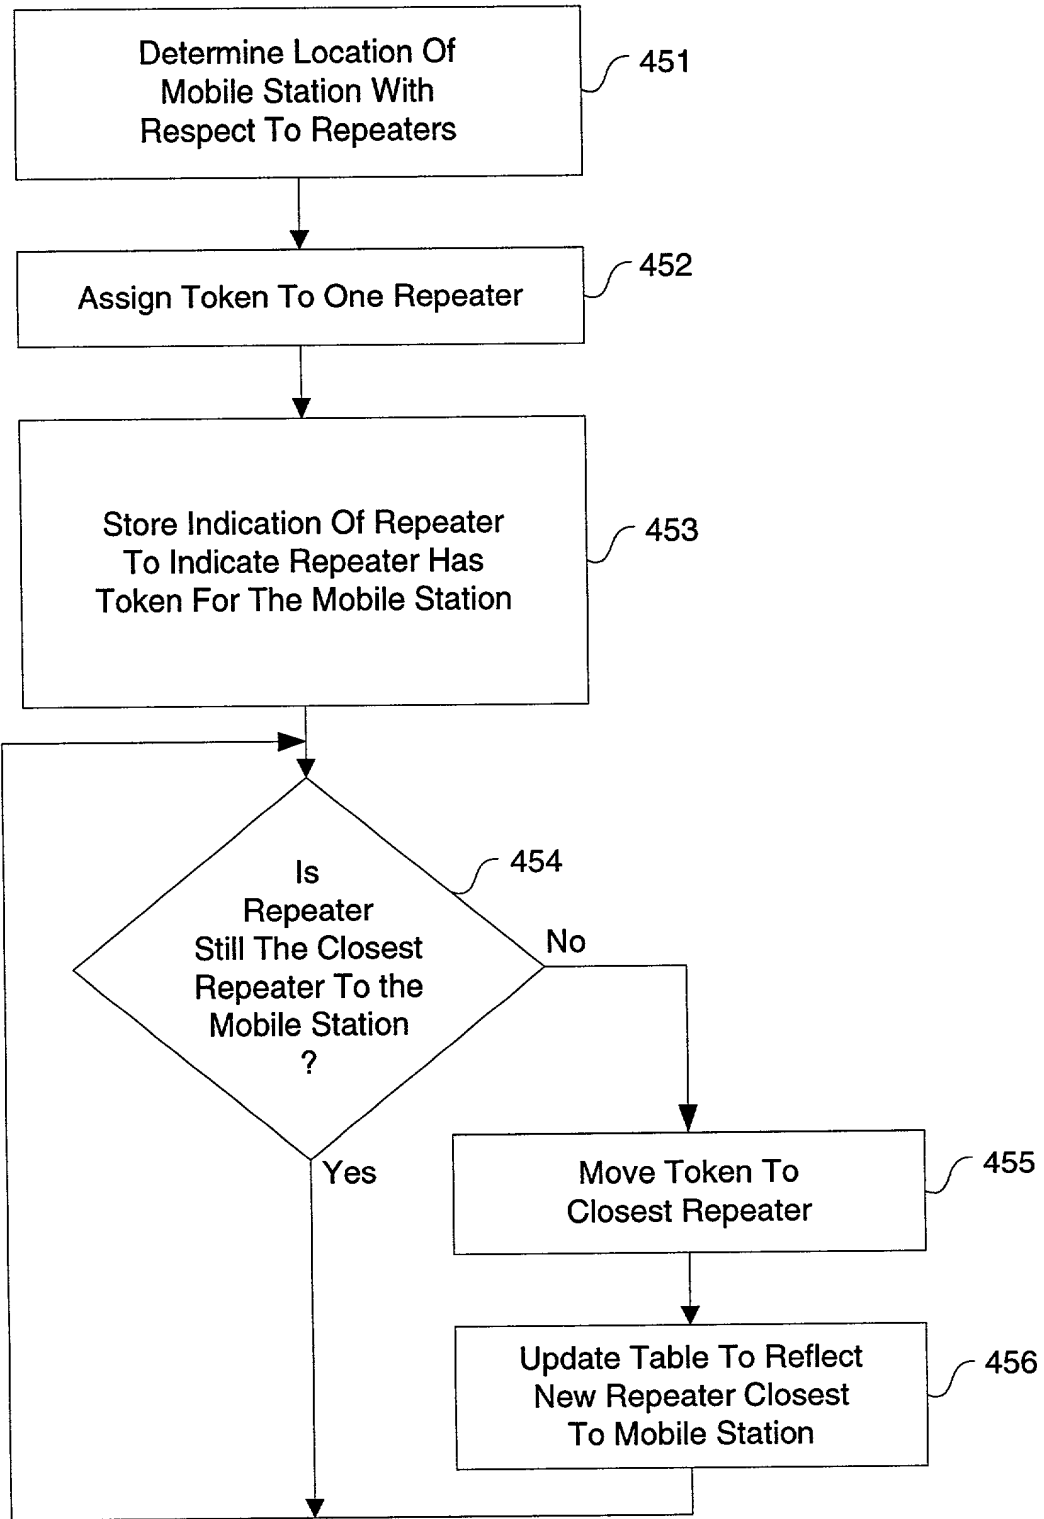 Determine Location Of
Mobile Station With
Respect To Repeaters
451
Assign Token To One Repeater
452
Store Indication Of Repeater
To Indicate Repeater Has
Token For The Mobile Station
453
Is
Repeater
Still The Closest
Repeater To the
Mobile Station
?
454
No
Yes
Move Token To
Closest Repeater
455
Update Table To Reflect
New Repeater Closest
To Mobile Station
456